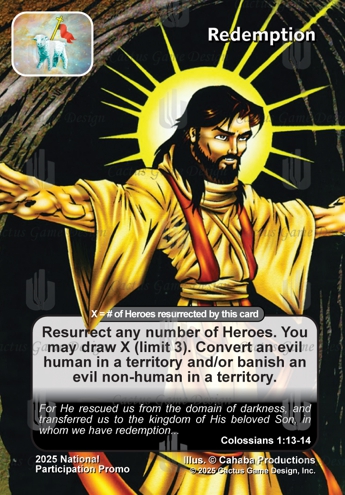 Redemption
X = # of Heroes resurrected by this card
Resurrect any number of Heroes. You
may draw X (limit 3). Convert an evil
human in a territory and/or banish an
evil non-human in a territory.
For He rescued us from the domain of darkness, and
transferred us to the kingdom of His beloved Son, in
whom we have redemption...
Colossians 1:13-14
2025 National
Participation Promo
Illus. © Cahaba Productions
© 2025 Cactus Game Design, Inc.